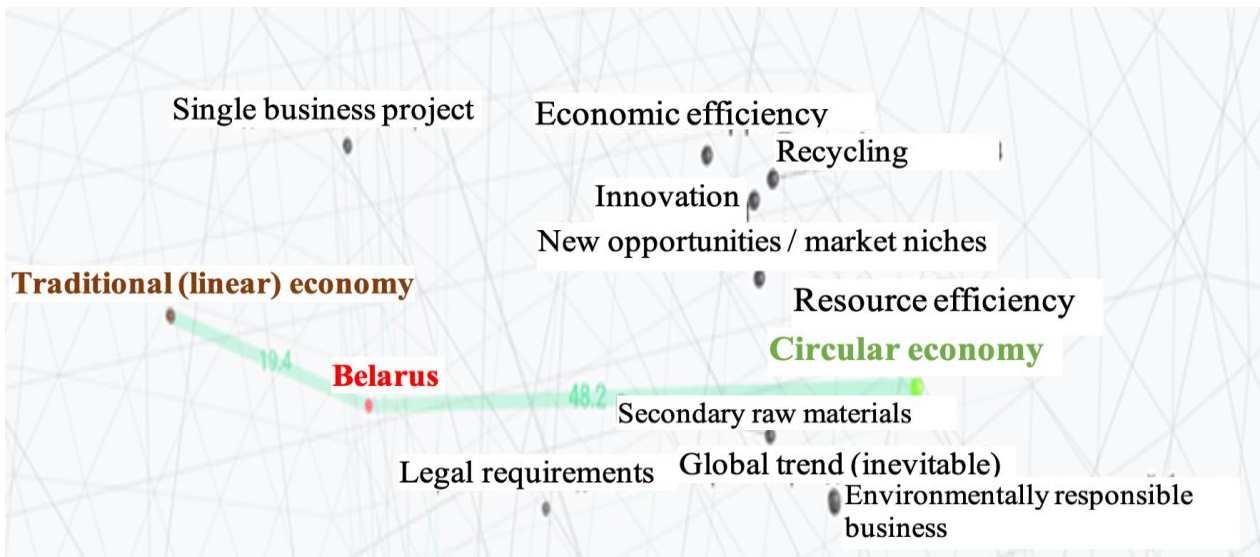 Single business project
Economic efficiency
Recycling
Innovation
New opportunities / market niches
Traditional (linear) economy
Resource efficiency
Circular economy
19.4
Belarus
48.2
Secondary raw materials
Legal requirements
Global trend (inevitable)
Environmentally responsible
business